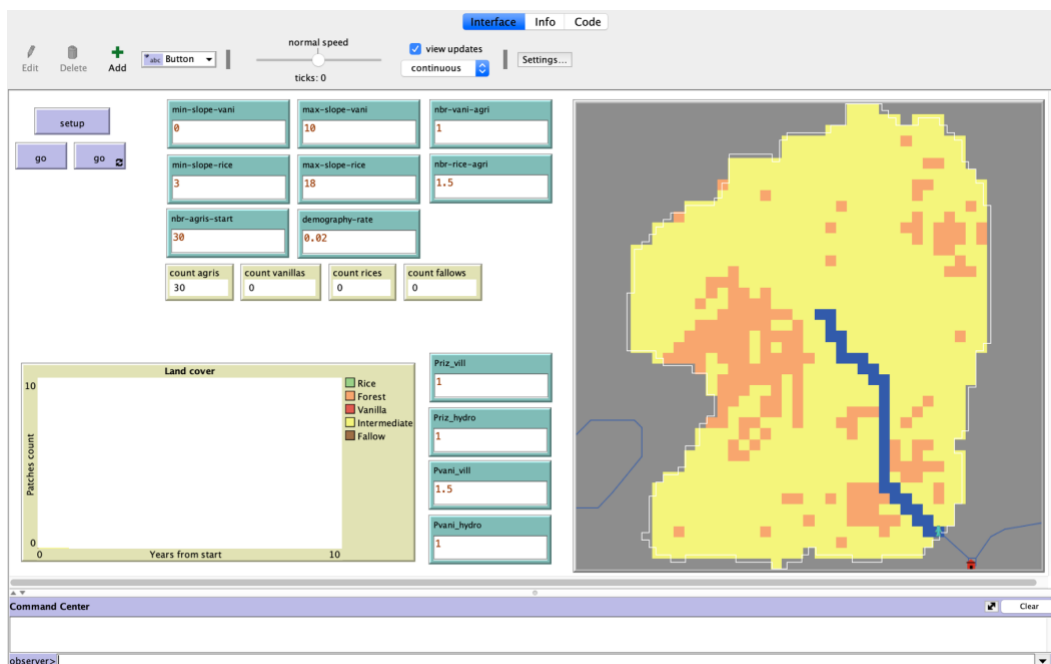 Interface Info Code
Edit Delete Add
abc Button
normal speed
ticks: 0
view updates
continuous
Settings...
setup
go go
min-slope-vani
0
max-slope-vani
10
nbr-vani-agri
1
min-slope-rice
3
max-slope-rice
18
nbr-rice-agri
1.5
nbr-agris-start
30
demography-rate
0.02
count agris
30
count vanillas
0
count rices
0
count fallows
0
Land cover
10
Patches count
0
0
Years from start
10
Rice
Forest
Vanilla
Intermediate
Fallow
Priz_vill
1
Priz_hydro
1
Pvani_vill
1.5
Pvani_hydro
1
Command Center
Clear
observer>